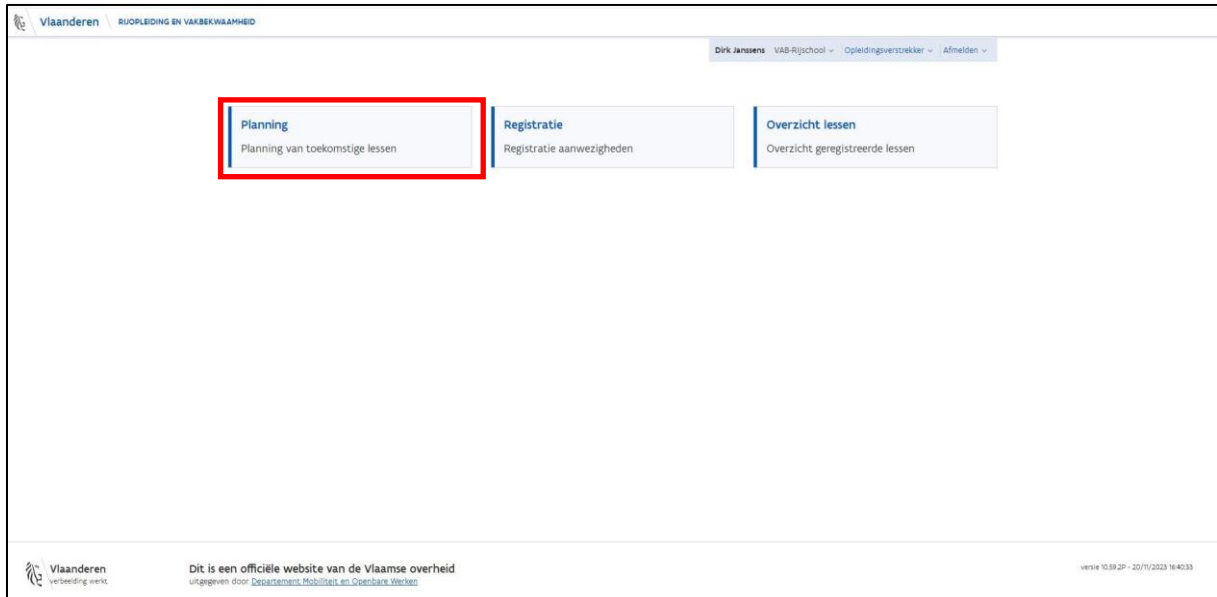 Vlaanderen RIJOPLEIDING EN VAKBEKWAAMHEID
Dirk Janssens VAB-Rijschool Opleidingsverstrekker Afmelden
Planning
Planning van toekomstige lessen
Registratie
Registratie aanwezigheden
Overzicht lessen
Overzicht geregistreerde lessen
Vlaanderen
verbeelding werkt
Dit is een officiële website van de Vlaamse overheid
uitgegeven door Departement Mobiliteit en Openbare Werken
versie 10.59.2P - 20/11/2023 16:40:33